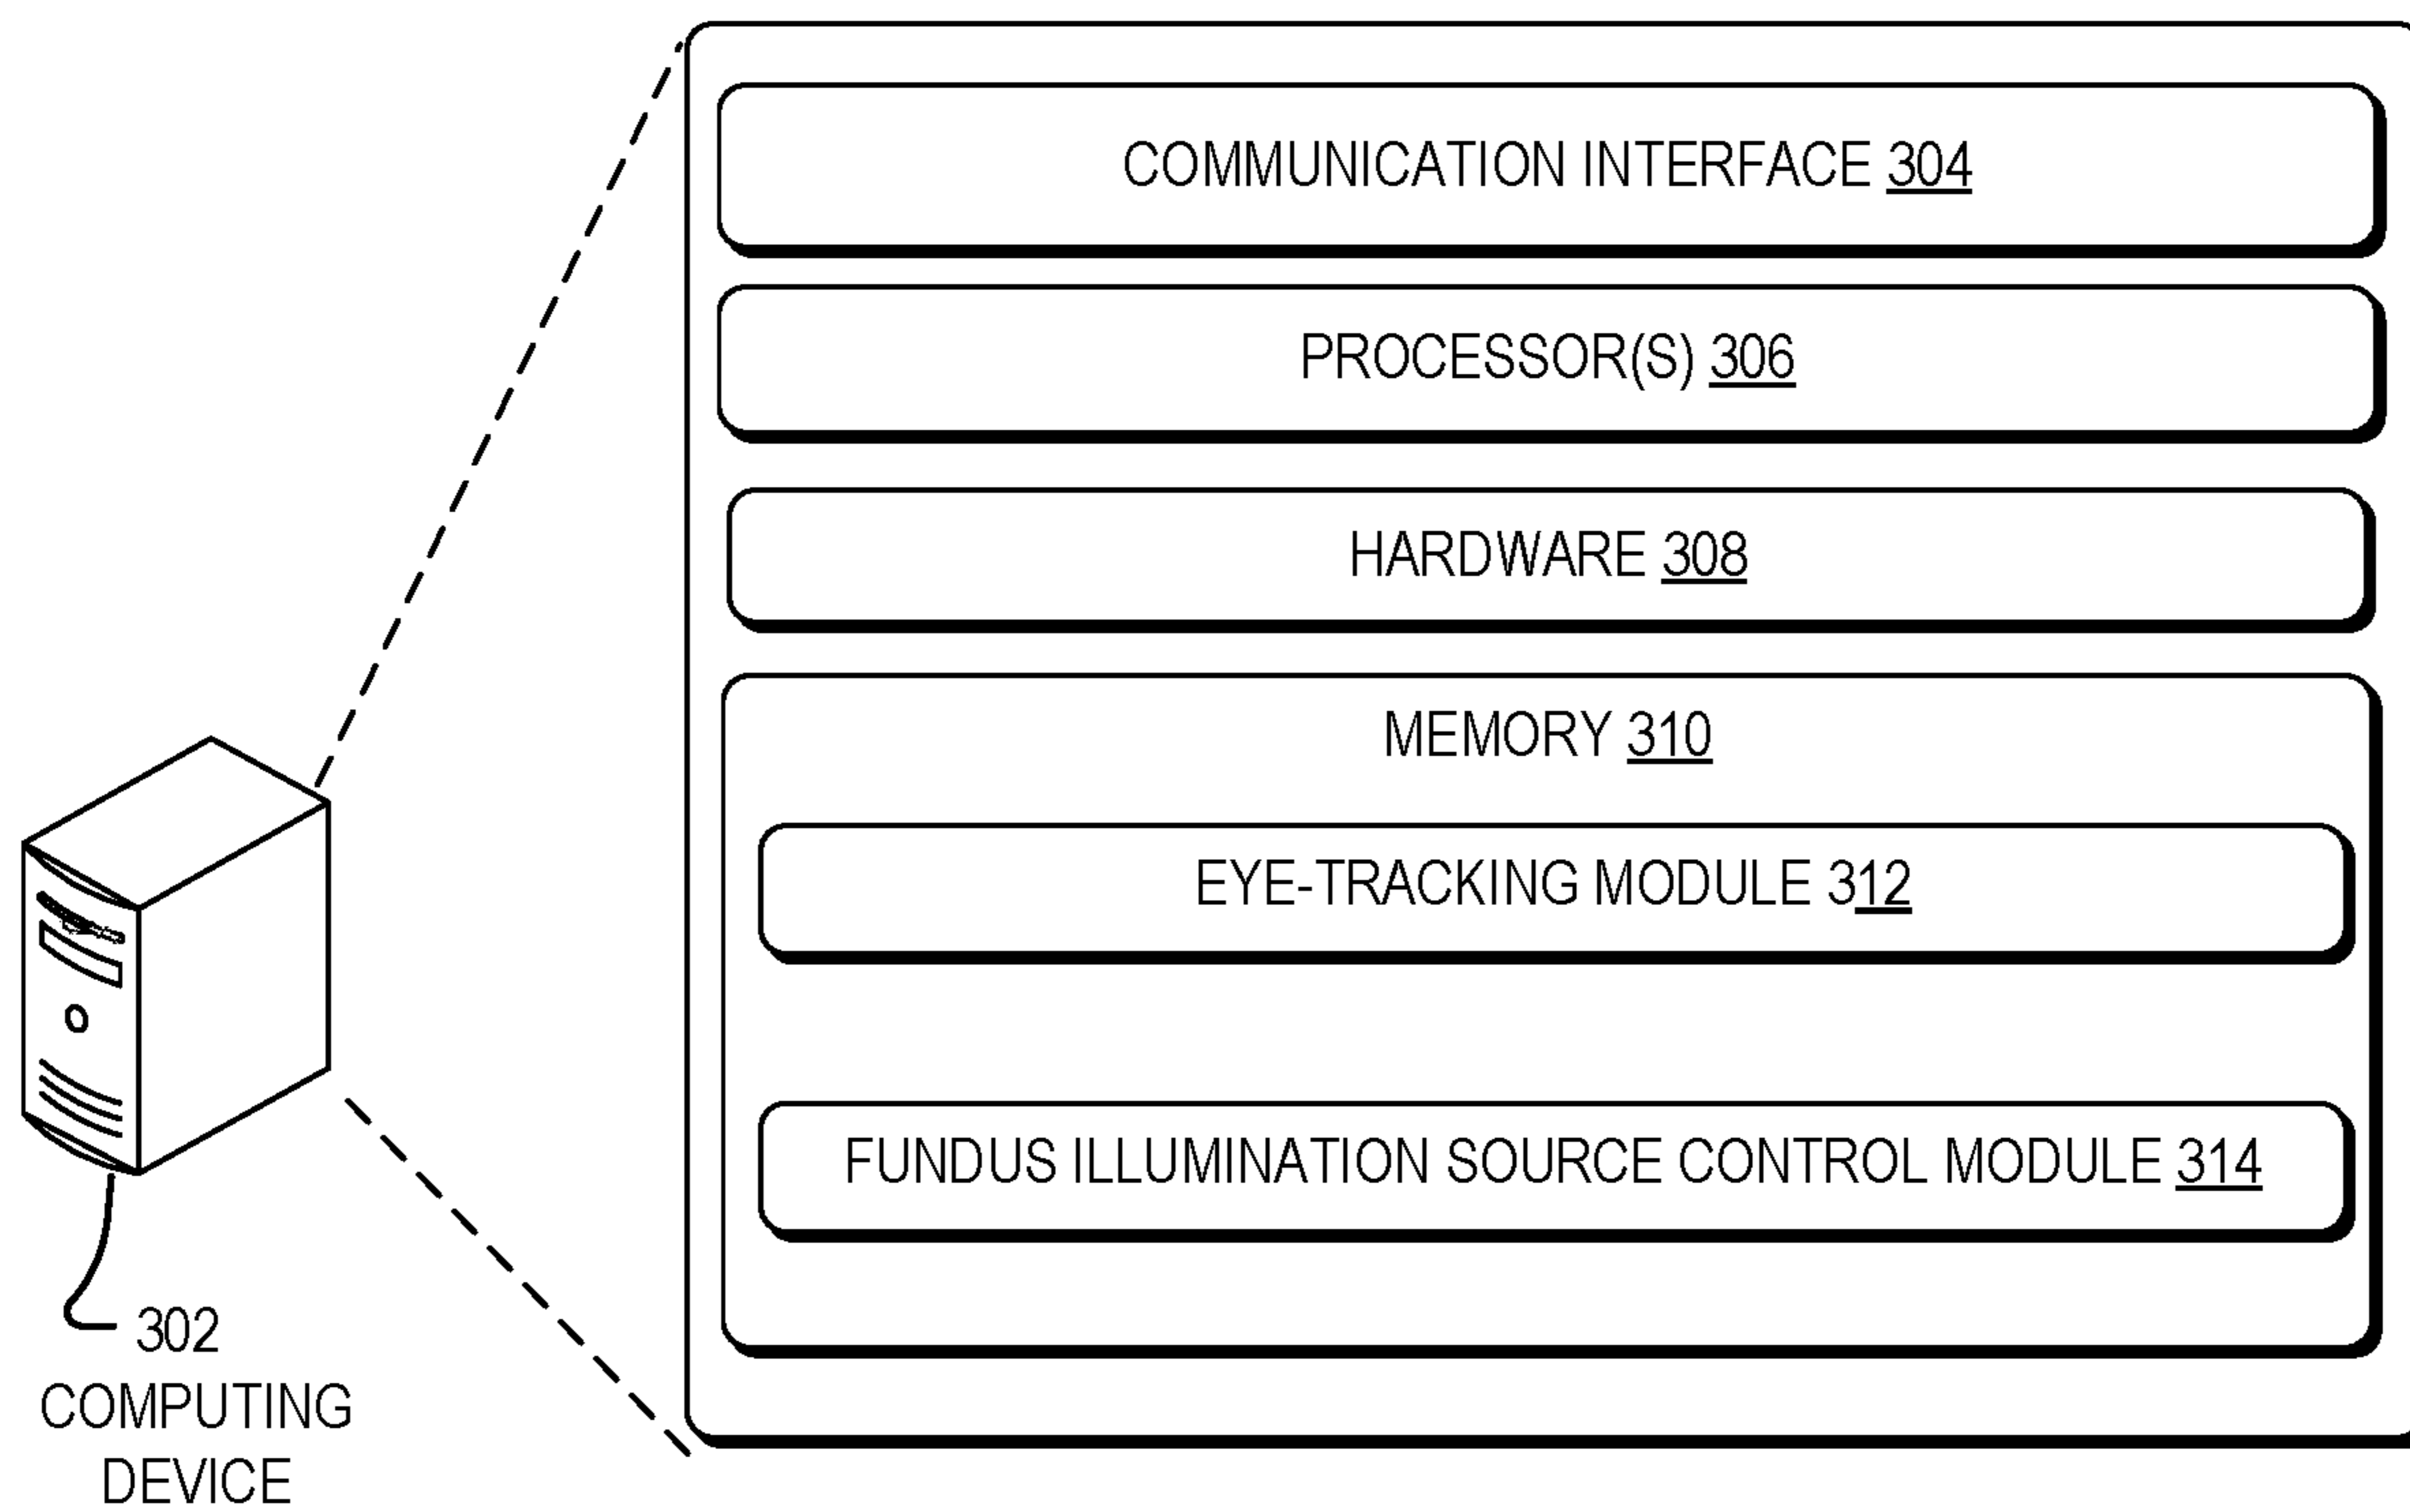 COMMUNICATION INTERFACE 304
PROCESSOR(S) 306
HARDWARE 308
MEMORY 310
EYE-TRACKING MODULE 312
FUNDUS ILLUMINATION SOURCE CONTROL MODULE 314
302
COMPUTING
DEVICE